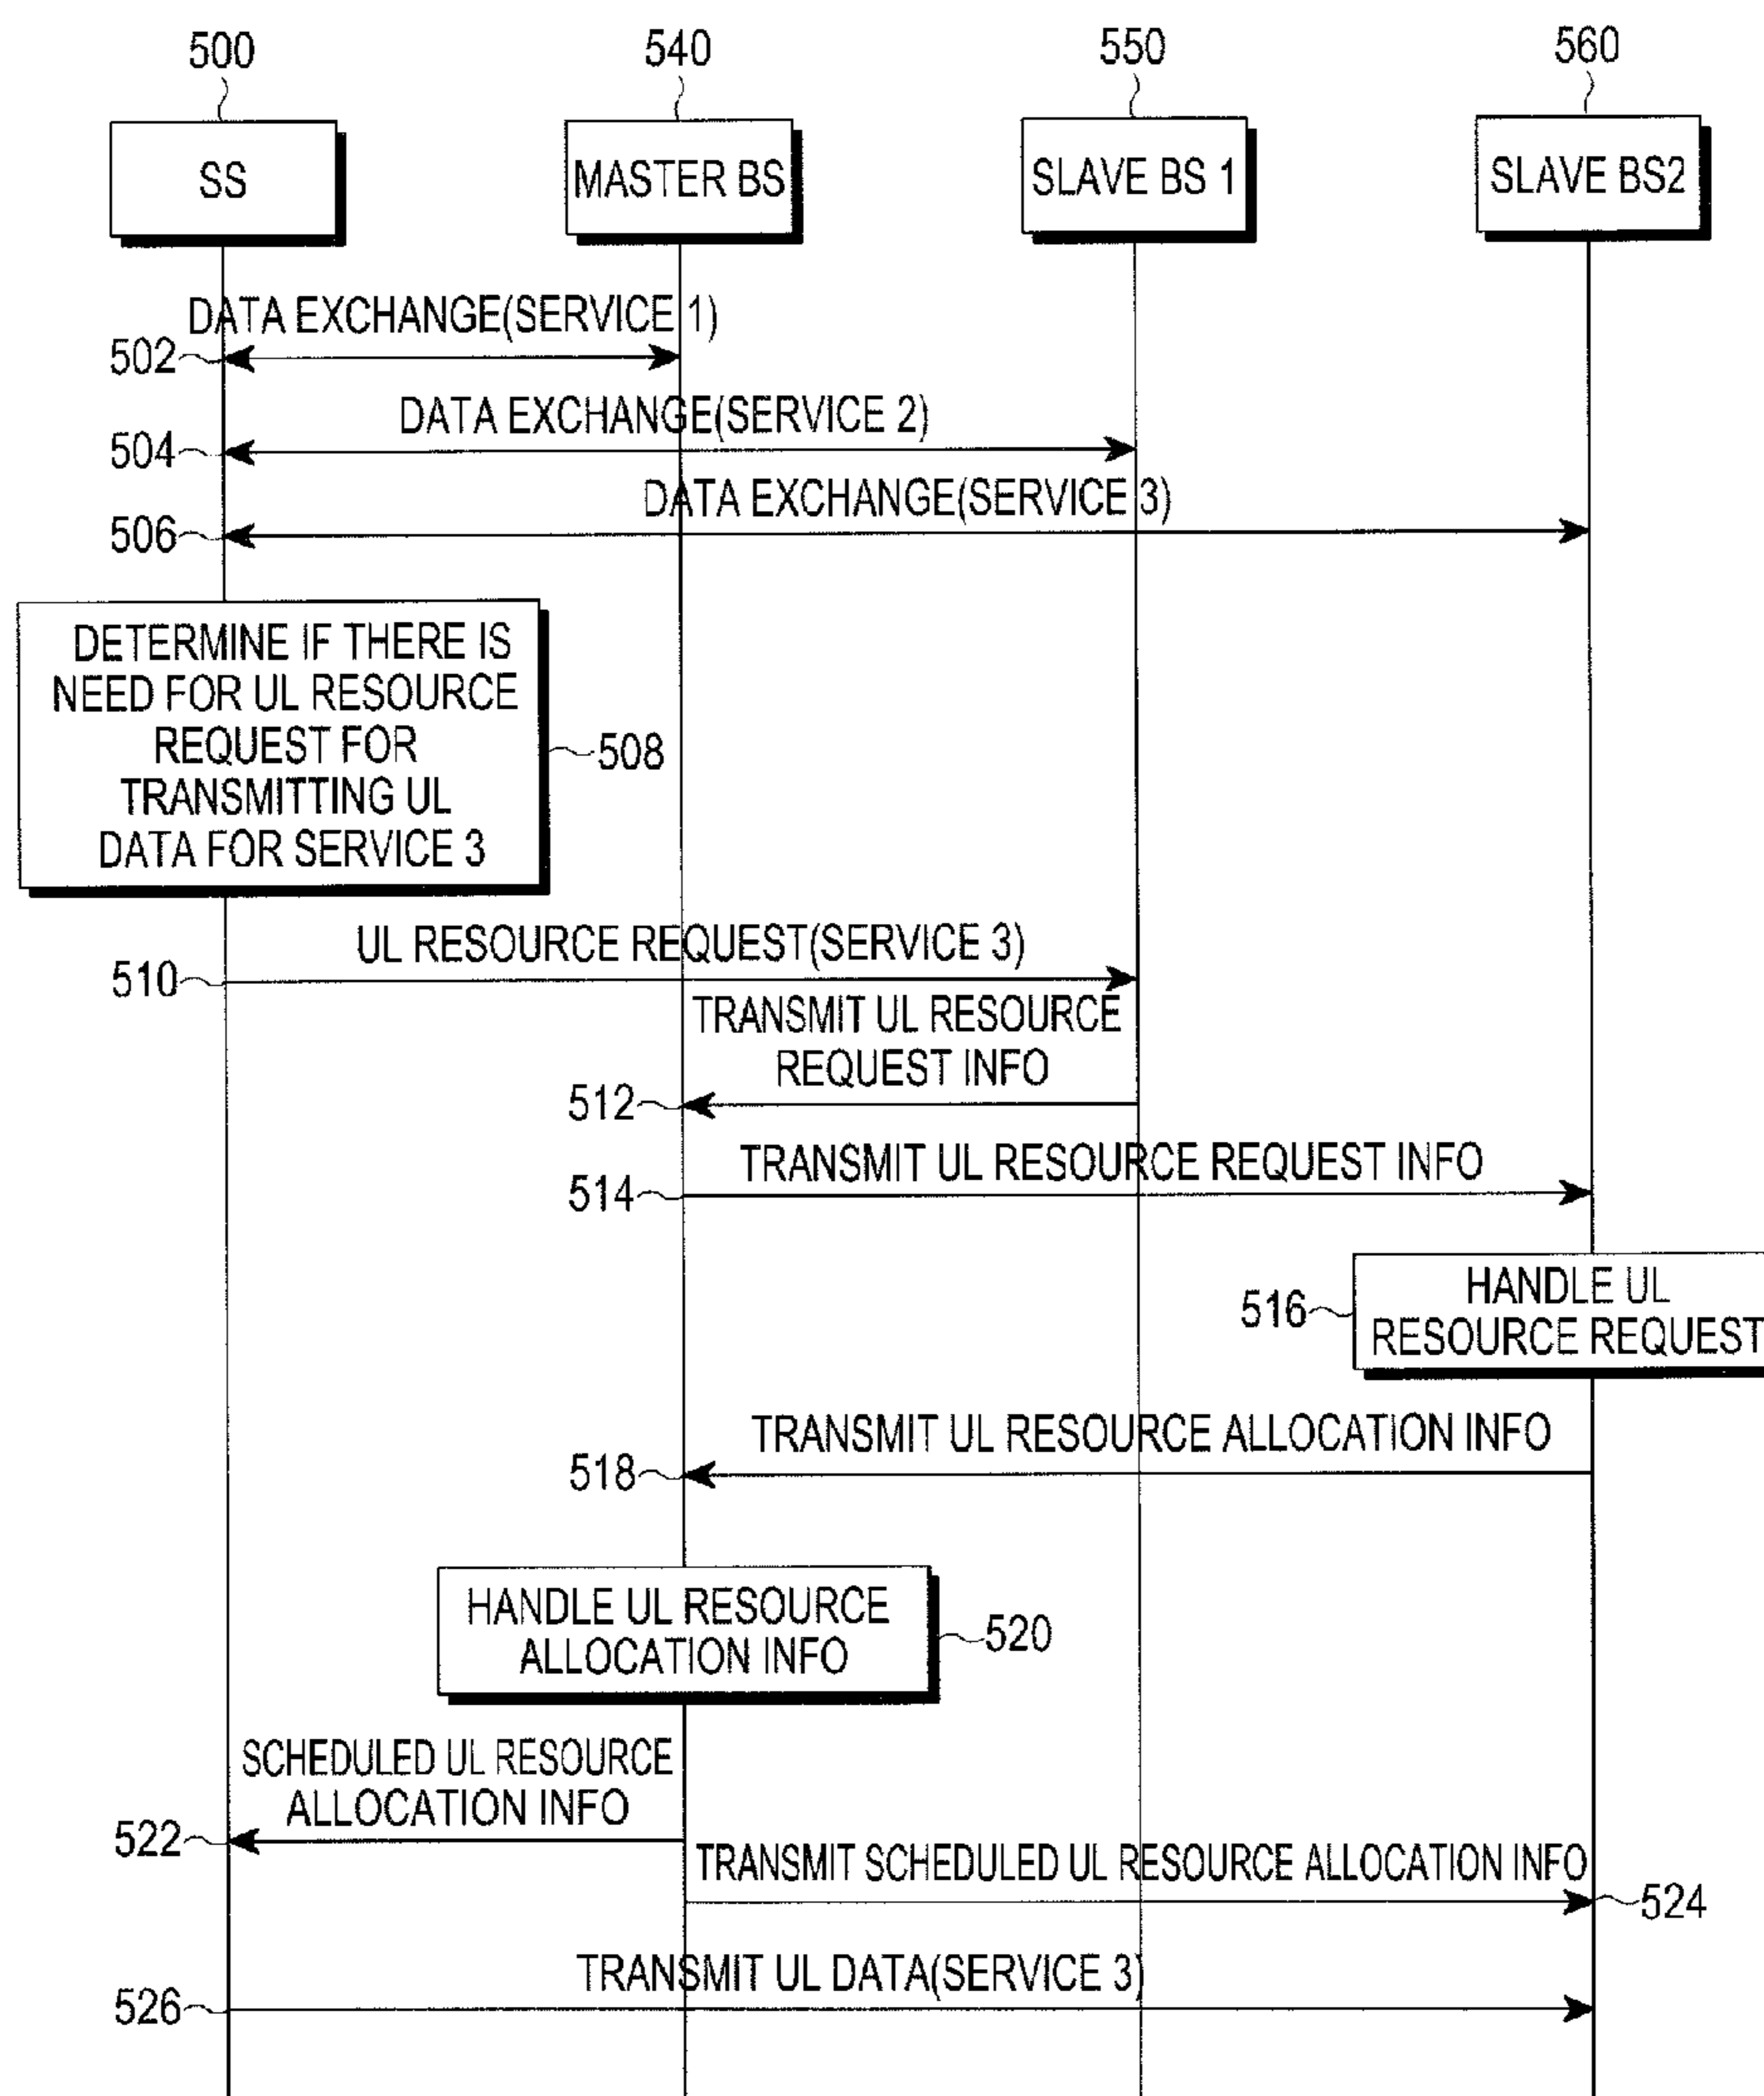 500
540
550
560
SS
MASTER BS
SLAVE BS 1
SLAVE BS2
DATA EXCHANGE(SERVICE 1)
502
DATA EXCHANGE(SERVICE 2)
504
DATA EXCHANGE(SERVICE 3)
506
DETERMINE IF THERE IS
NEED FOR UL RESOURCE
REQUEST FOR
TRANSMITTING UL
DATA FOR SERVICE 3
508
UL RESOURCE REQUEST(SERVICE 3)
510
TRANSMIT UL RESOURCE
REQUEST INFO
512
TRANSMIT UL RESOURCE REQUEST INFO
514
HANDLE UL
RESOURCE REQUEST
516
TRANSMIT UL RESOURCE ALLOCATION INFO
518
HANDLE UL RESOURCE
ALLOCATION INFO
520
SCHEDULED UL RESOURCE
ALLOCATION INFO
522
TRANSMIT SCHEDULED UL RESOURCE ALLOCATION INFO
524
TRANSMIT UL DATA(SERVICE 3)
526